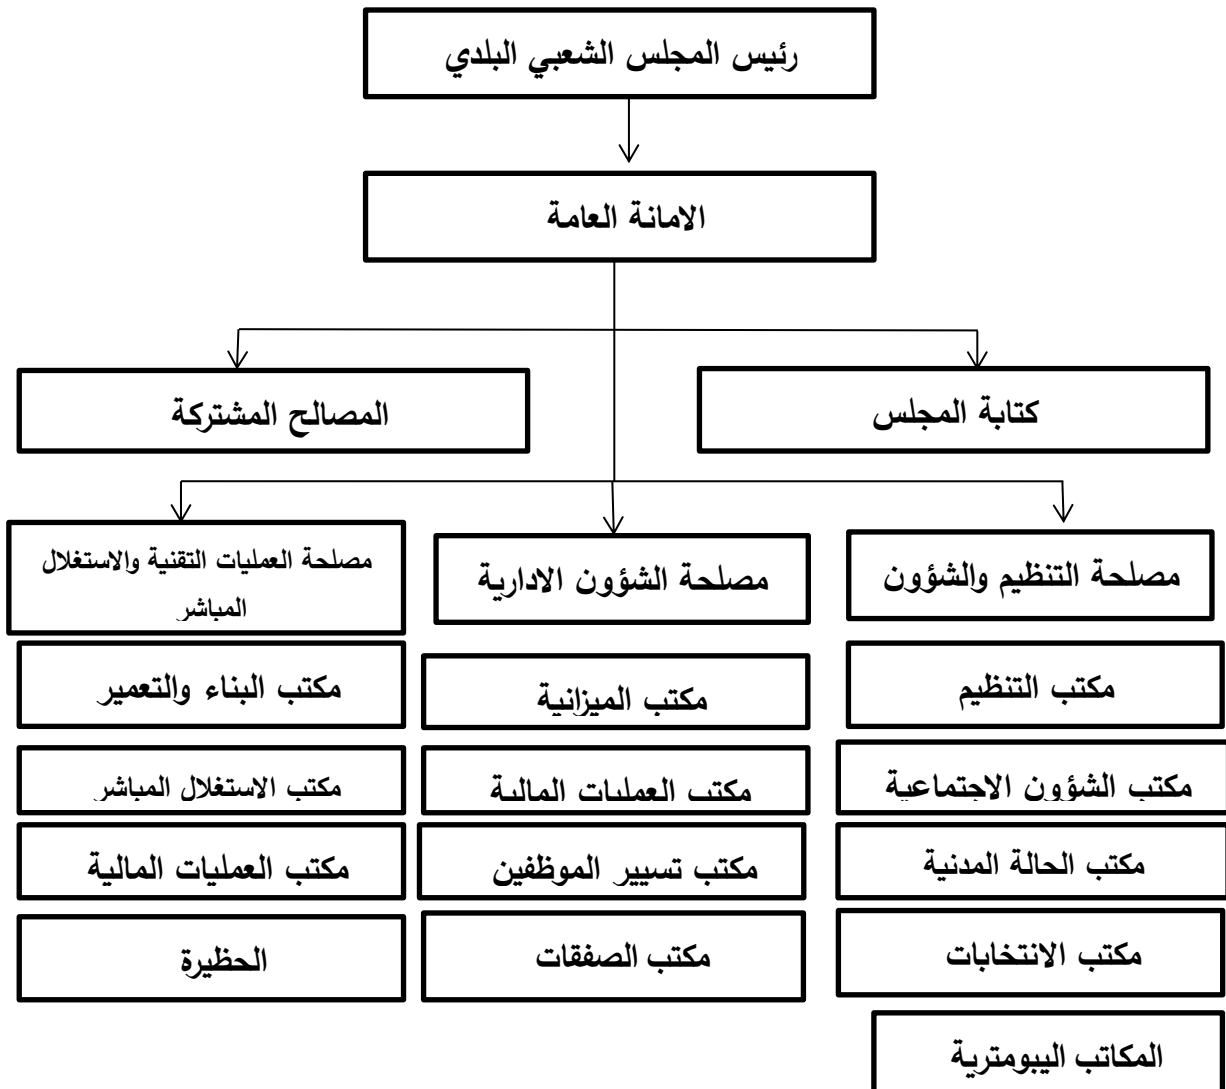 رئيس المجلس الشعبي البلدي
الامانة العامة
كتابة المجلس
المصالح المشتركة
مصلحة التنظيم والشؤون
مصلحة الشؤون الادارية
مصلحة العمليات التقنية والاستغلال
المباشر
مكتب التنظيم
مكتب الميزانية
مكتب البناء والتعمير
مكتب الشؤون الاجتماعية
مكتب العمليات المالية
مكتب الاستغلال المباشر
مكتب الحالة المدنية
مكتب تسيير الموظفين
مكتب العمليات المالية
مكتب الانتخابات
مكتب الصفقات
الحظيرة
المكاتب اليبومترية